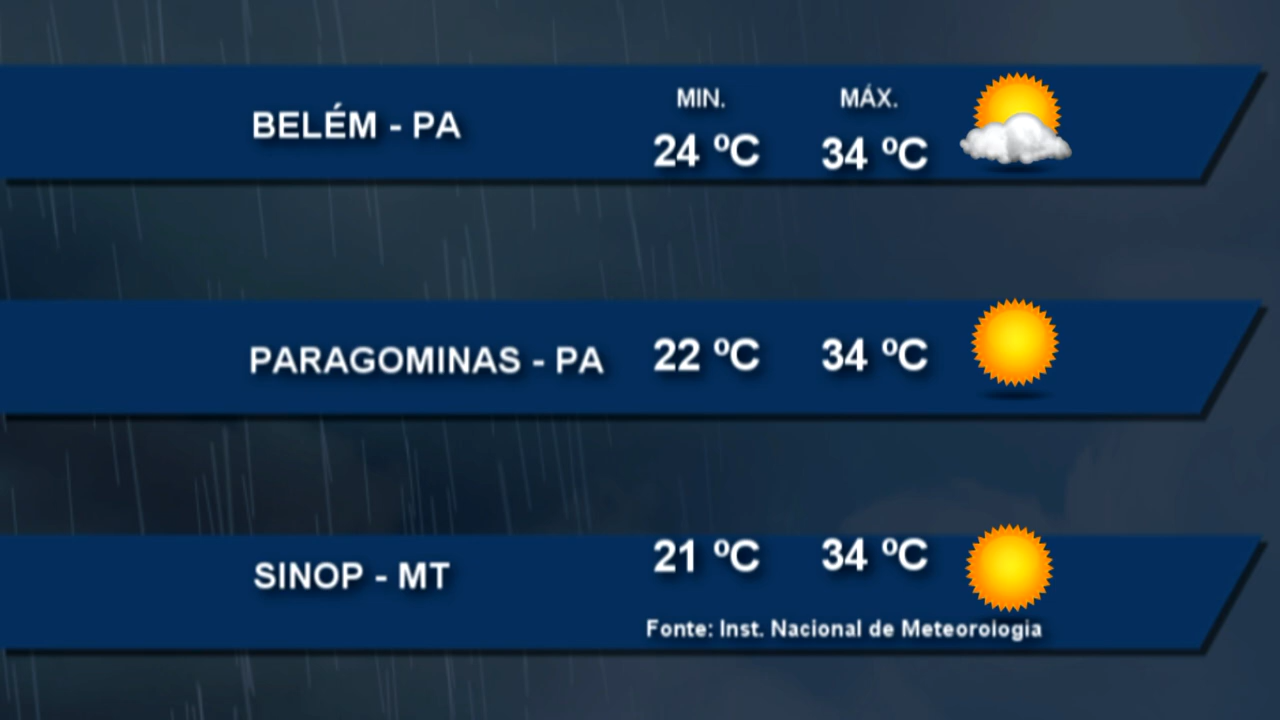 MIN. MÁX.
BELÉM - PA 24 ºC 34 ºC
PARAGOMINAS - PA 22 ºC 34 ºC
SINOP - MT 21 ºC 34 ºC
Fonte: Inst. Nacional de Meteorologia